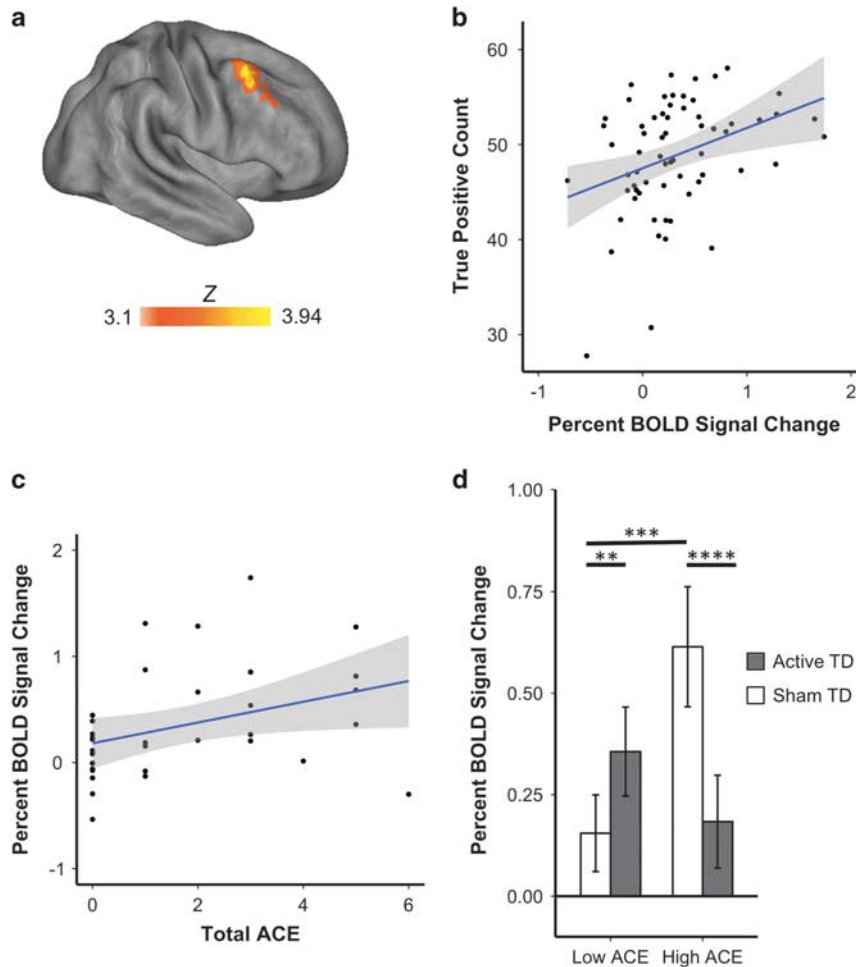 a
Z
3.1 3.94
b
True Positive Count
60
50
40
30
-1 0 1 2
Percent BOLD Signal Change
c
Percent BOLD Signal Change
2
1
0
-1
0 2 4 6
Total ACE
d
Percent BOLD Signal Change
1.00
0.75
0.50
0.25
0.00
***
** ****
Active TD
Sham TD
Low ACE High ACE